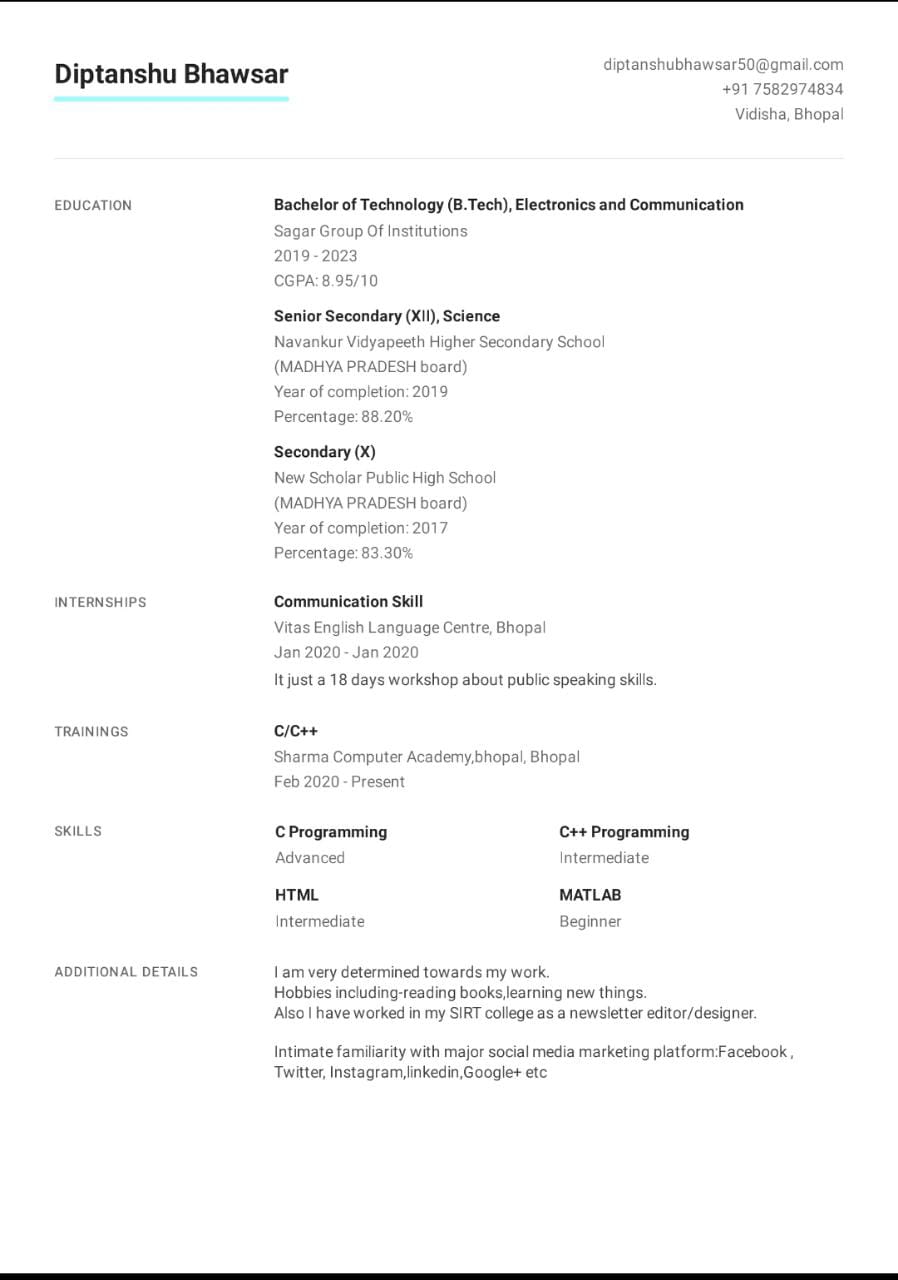 Diptanshu Bhawsar
diptanshubhawsar50@gmail.com
+91 7582974834
Vidisha, Bhopal
EDUCATION
Bachelor of Technology (B.Tech), Electronics and Communication
Sagar Group Of Institutions
2019 - 2023
CGPA: 8.95/10
Senior Secondary (XII), Science
Navankur Vidyapeeth Higher Secondary School
(MADHYA PRADESH board)
Year of completion: 2019
Percentage: 88.20%
Secondary (X)
New Scholar Public High School
(MADHYA PRADESH board)
Year of completion: 2017
Percentage: 83.30%
INTERNSHIPS
Communication Skill
Vitas English Language Centre, Bhopal
Jan 2020 - Jan 2020
It just a 18 days workshop about public speaking skills.
TRAININGS
C/C++
Sharma Computer Academy,bhopal, Bhopal
Feb 2020 - Present
SKILLS
C Programming
Advanced
C++ Programming
Intermediate
HTML
Intermediate
MATLAB
Beginner
ADDITIONAL DETAILS
I am very determined towards my work.
Hobbies including-reading books,learning new things.
Also I have worked in my SIRT college as a newsletter editor/designer.
Intimate familiarity with major social media marketing platform:Facebook ,
Twitter, Instagram,linkedin,Google+ etc